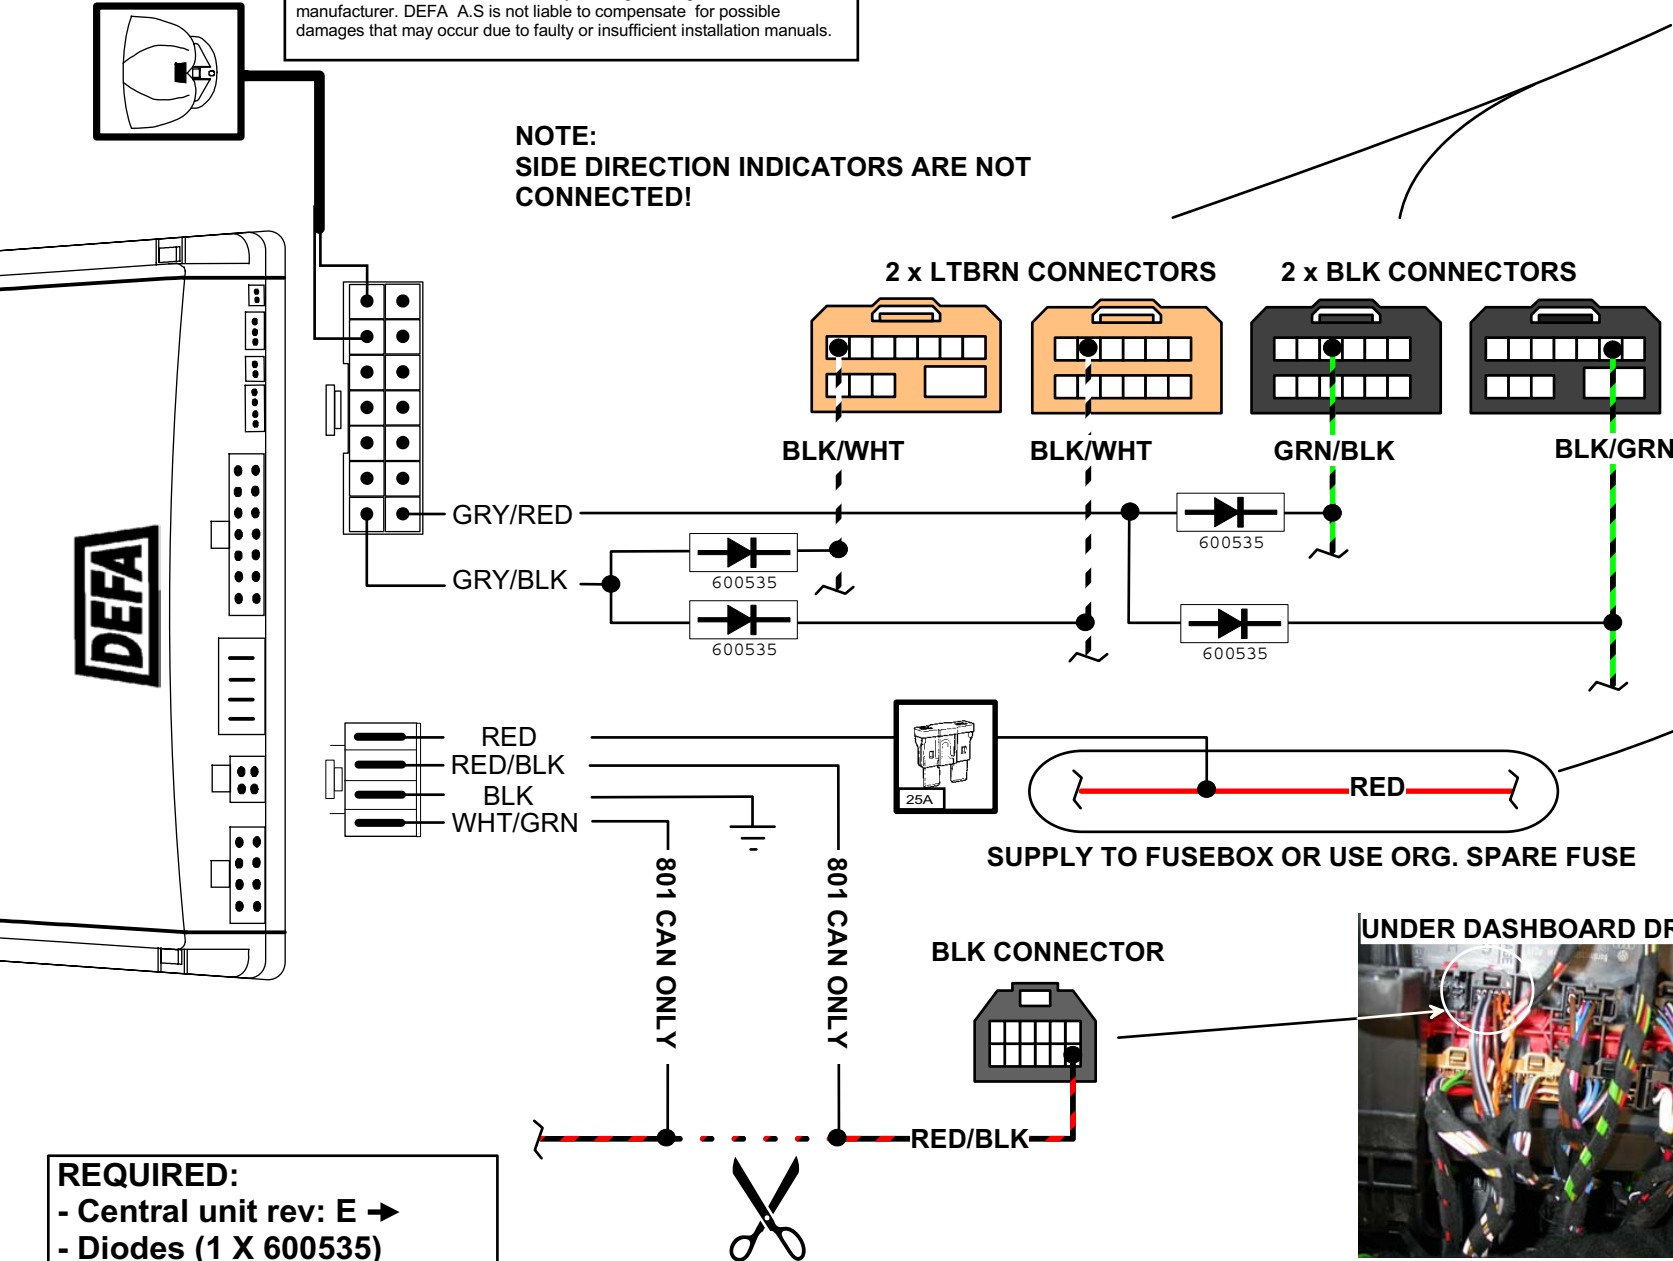 manufacturer. DEFA A.S is not liable to compensate for possible
damages that may occur due to faulty or insufficient installation manuals.
NOTE:
SIDE DIRECTION INDICATORS ARE NOT
CONNECTED!
2 x LTBRN CONNECTORS
2 x BLK CONNECTORS
BLK/WHT
BLK/WHT
GRN/BLK
BLK/GRN
GRY/RED
600535
600535
GRY/BLK
600535
600535
DEFA
RED
RED/BLK
BLK
WHT/GRN
25A
RED
SUPPLY TO FUSEBOX OR USE ORG. SPARE FUSE
801 CAN ONLY
801 CAN ONLY
BLK CONNECTOR
UNDER DASHBOARD DR
RED/BLK
REQUIRED:
- Central unit rev: E
- Diodes (1 X 600535)